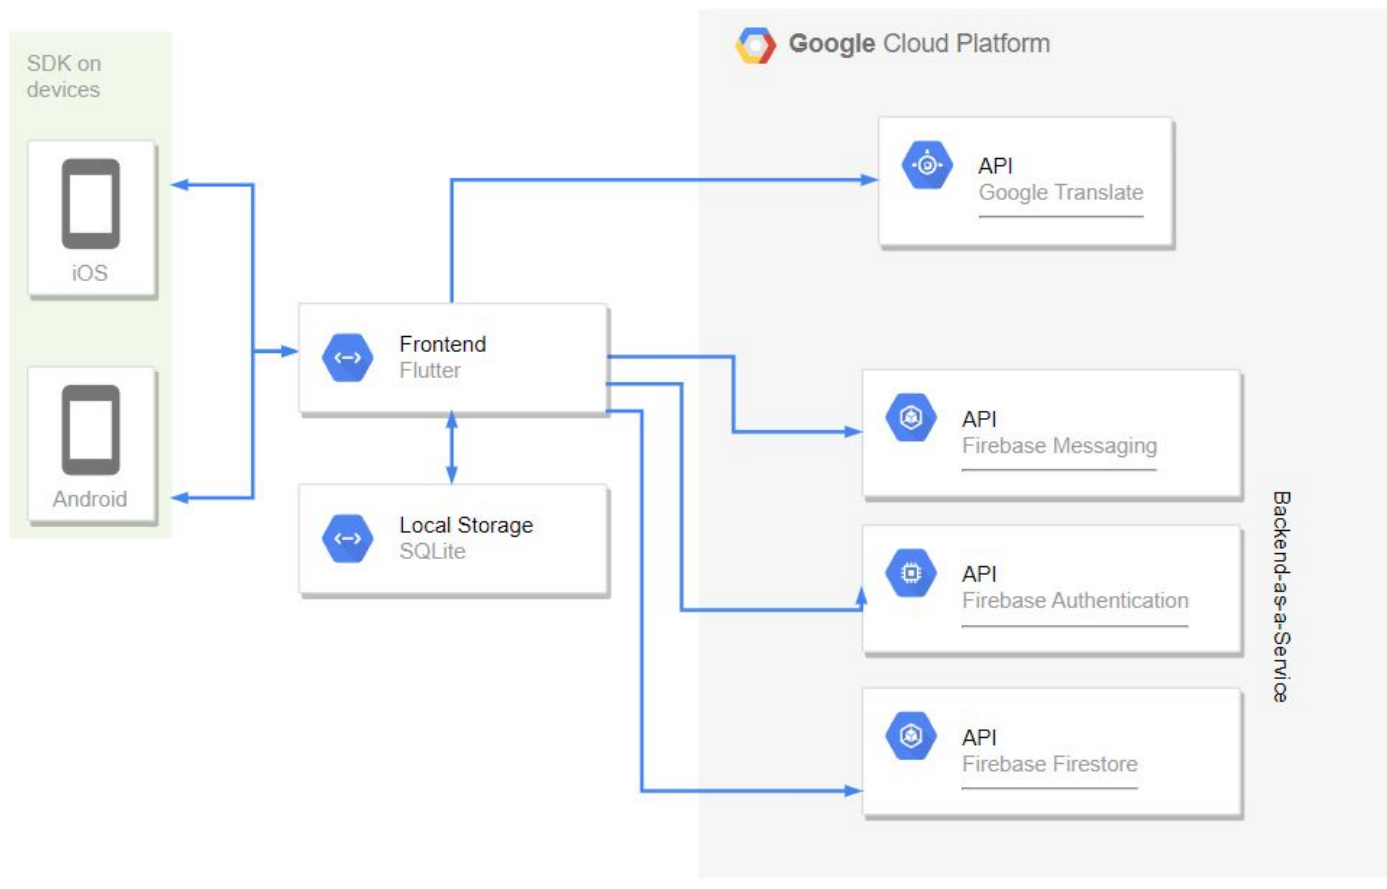 SDK on
devices
iOS
Android
Frontend
Flutter
Local Storage
SQLite
Google Cloud Platform
API
Google Translate
API
Firebase Messaging
API
Firebase Authentication
API
Firebase Firestore
Backend-as-a-Service